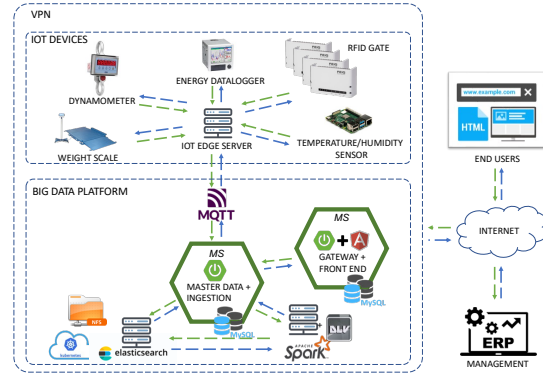 VPN
IOT DEVICES
RFID GATE
ENERGY DATALOGGER
DYNAMOMETER
WEIGHT SCALE
IOT EDGE SERVER
TEMPERATURE/HUMIDITY
SENSOR
www.example.com
HTML
END USERS
BIG DATA PLATFORM
MQTT
MS
MASTER DATA +
INGESTION
MySQL
MS
+
GATEWAY +
FRONT END
MySQL
INTERNET
NFS
kubernetes
elasticsearch
+
DLV
APACHE
Spark
ERP
MANAGEMENT